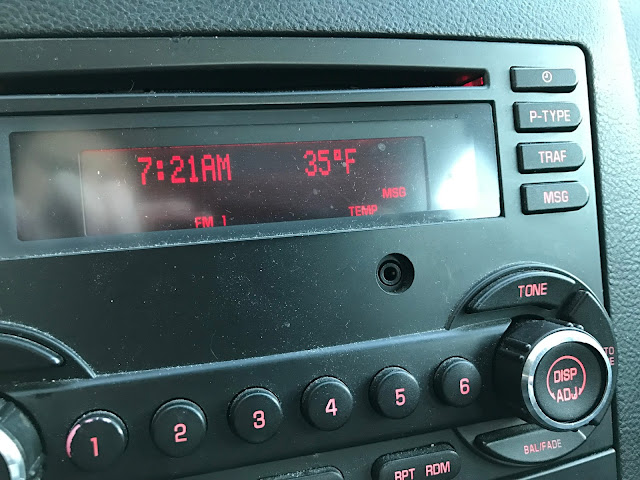 7:21AM 35°F
MSG
FM 1 TEMP
P-TYPE
TRAF
MSG
TONE
DISP
ADJ
1 2 3 4 5 6
BAL/FADE
RPT RDM